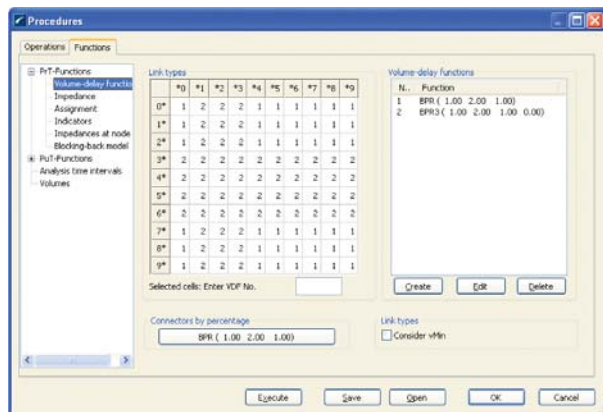 Procedures
Operations Functions
PrT-Functions
Volume-delay functio
Impedance
Assignment
Indicators
Impedances at node
Blocking-back model
PuT-Functions
Analysis time intervals
Volumes
Link types
*0 *1 *2 *3 *4 *5 *6 *7 *8 *9
0* 1 2 2 2 1 1 1 1 1 1
1* 1 2 2 2 1 1 1 1 1 1
2* 1 2 2 2 1 1 1 1 1 1
3* 2 2 2 2 2 2 2 2 2 2
4* 2 2 2 2 2 2 2 2 2 2
5* 2 2 2 2 2 2 2 2 2 2
6* 2 2 2 2 2 2 2 2 2 2
7* 1 2 2 2 1 1 1 1 1 1
8* 1 2 2 2 1 1 1 1 1 1
9* 1 2 2 2 1 1 1 1 1 1
Selected cells: Enter VDF No.
Volume-delay functions
N.. Function
1 BPR ( 1.00 2.00 1.00)
2 BPR3 ( 1.00 2.00 1.00 0.00)
Create Edit Delete
Connectors by percentage
BPR ( 1.00 2.00 1.00)
Link types
Consider vMin
Execute Save Open OK Cancel